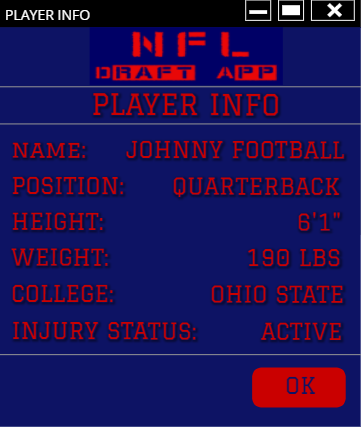 PLAYER INFO
NFL
DRAFT APP
PLAYER INFO
NAME: JOHNNY FOOTBALL
POSITION: QUARTERBACK
HEIGHT: 6'1"
WEIGHT: 190 LBS
COLLEGE: OHIO STATE
INJURY STATUS: ACTIVE
OK